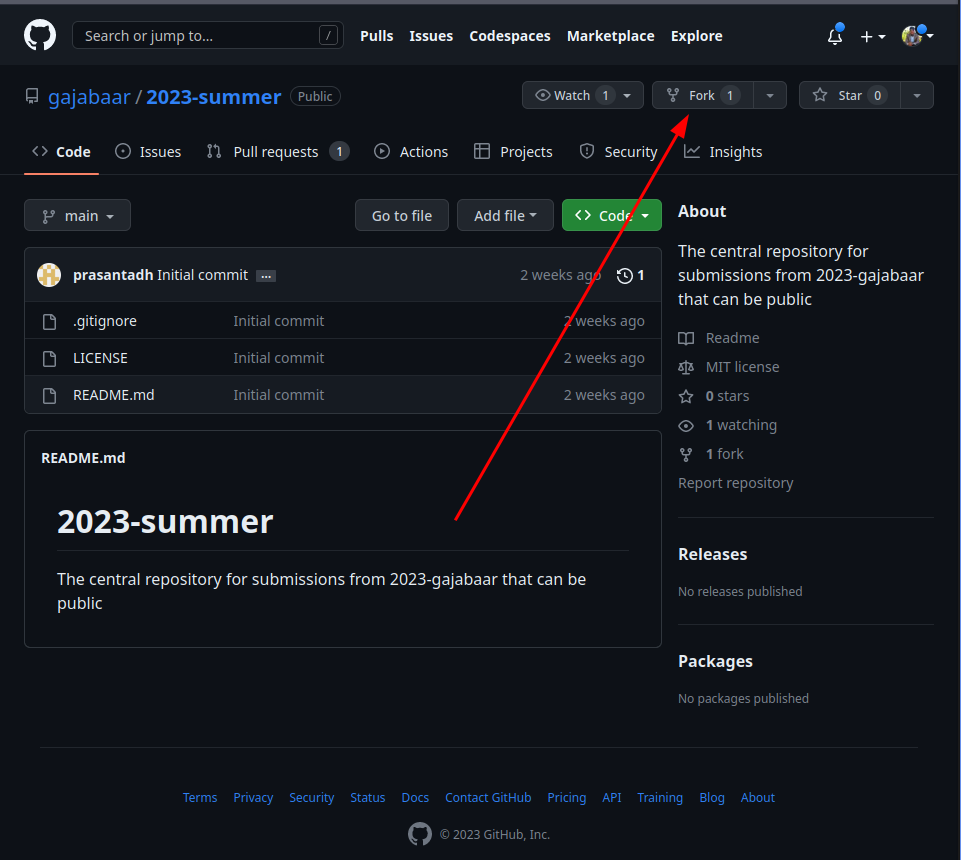 Search or jump to... /
Pulls Issues Codespaces Marketplace Explore
gajabaar / 2023-summer Public
Watch 1 Fork 1 Star 0
Code Issues Pull requests 1 Actions Projects Security Insights
main Go to file Add file Code
prasantadh Initial commit ... 2 weeks ago 1
.gitignore Initial commit 2 weeks ago
LICENSE Initial commit 2 weeks ago
README.md Initial commit 2 weeks ago
README.md
2023-summer
The central repository for submissions from 2023-gajabaar that can be
public
About
The central repository for
submissions from 2023-gajabaar
that can be public
Readme
MIT license
0 stars
1 watching
1 fork
Report repository
Releases
No releases published
Packages
No packages published
Terms Privacy Security Status Docs Contact GitHub Pricing API Training Blog About
© 2023 GitHub, Inc.